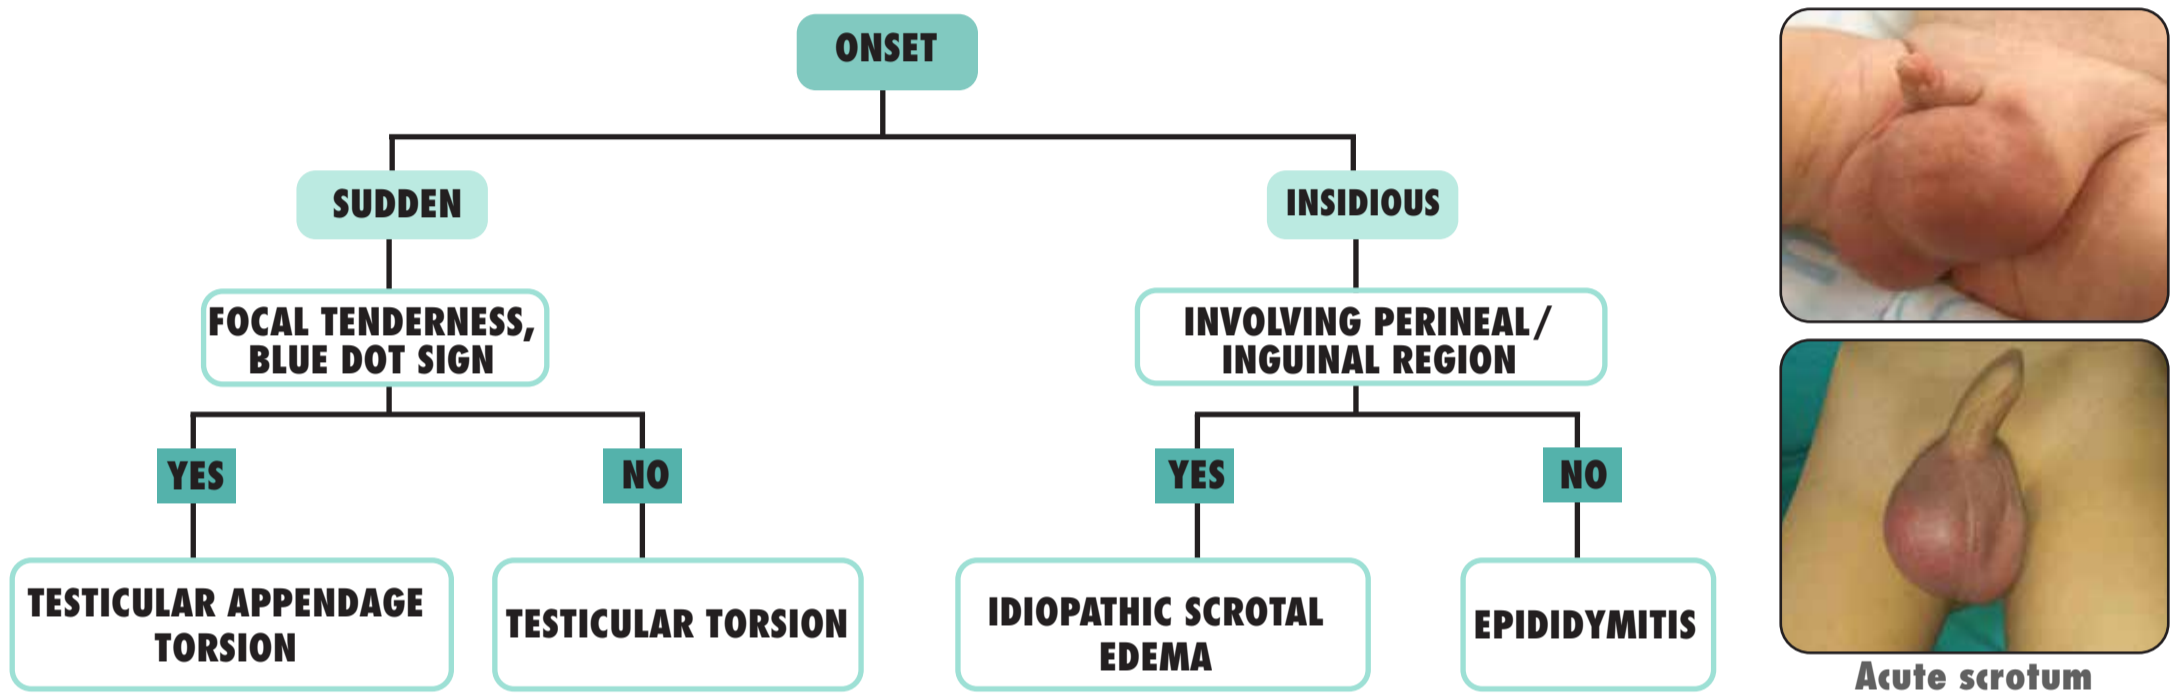 ONSET
SUDDEN
INSIDIOUS
FOCAL TENDERNESS,
BLUE DOT SIGN
INVOLVING PERINEAL/
INGUINAL REGION
YES
NO
YES
NO
TESTICULAR APPENDAGE
TORSION
TESTICULAR TORSION
IDIOPATHIC SCROTAL
EDEMA
EPIDIDYMITIS
Acute scrotum